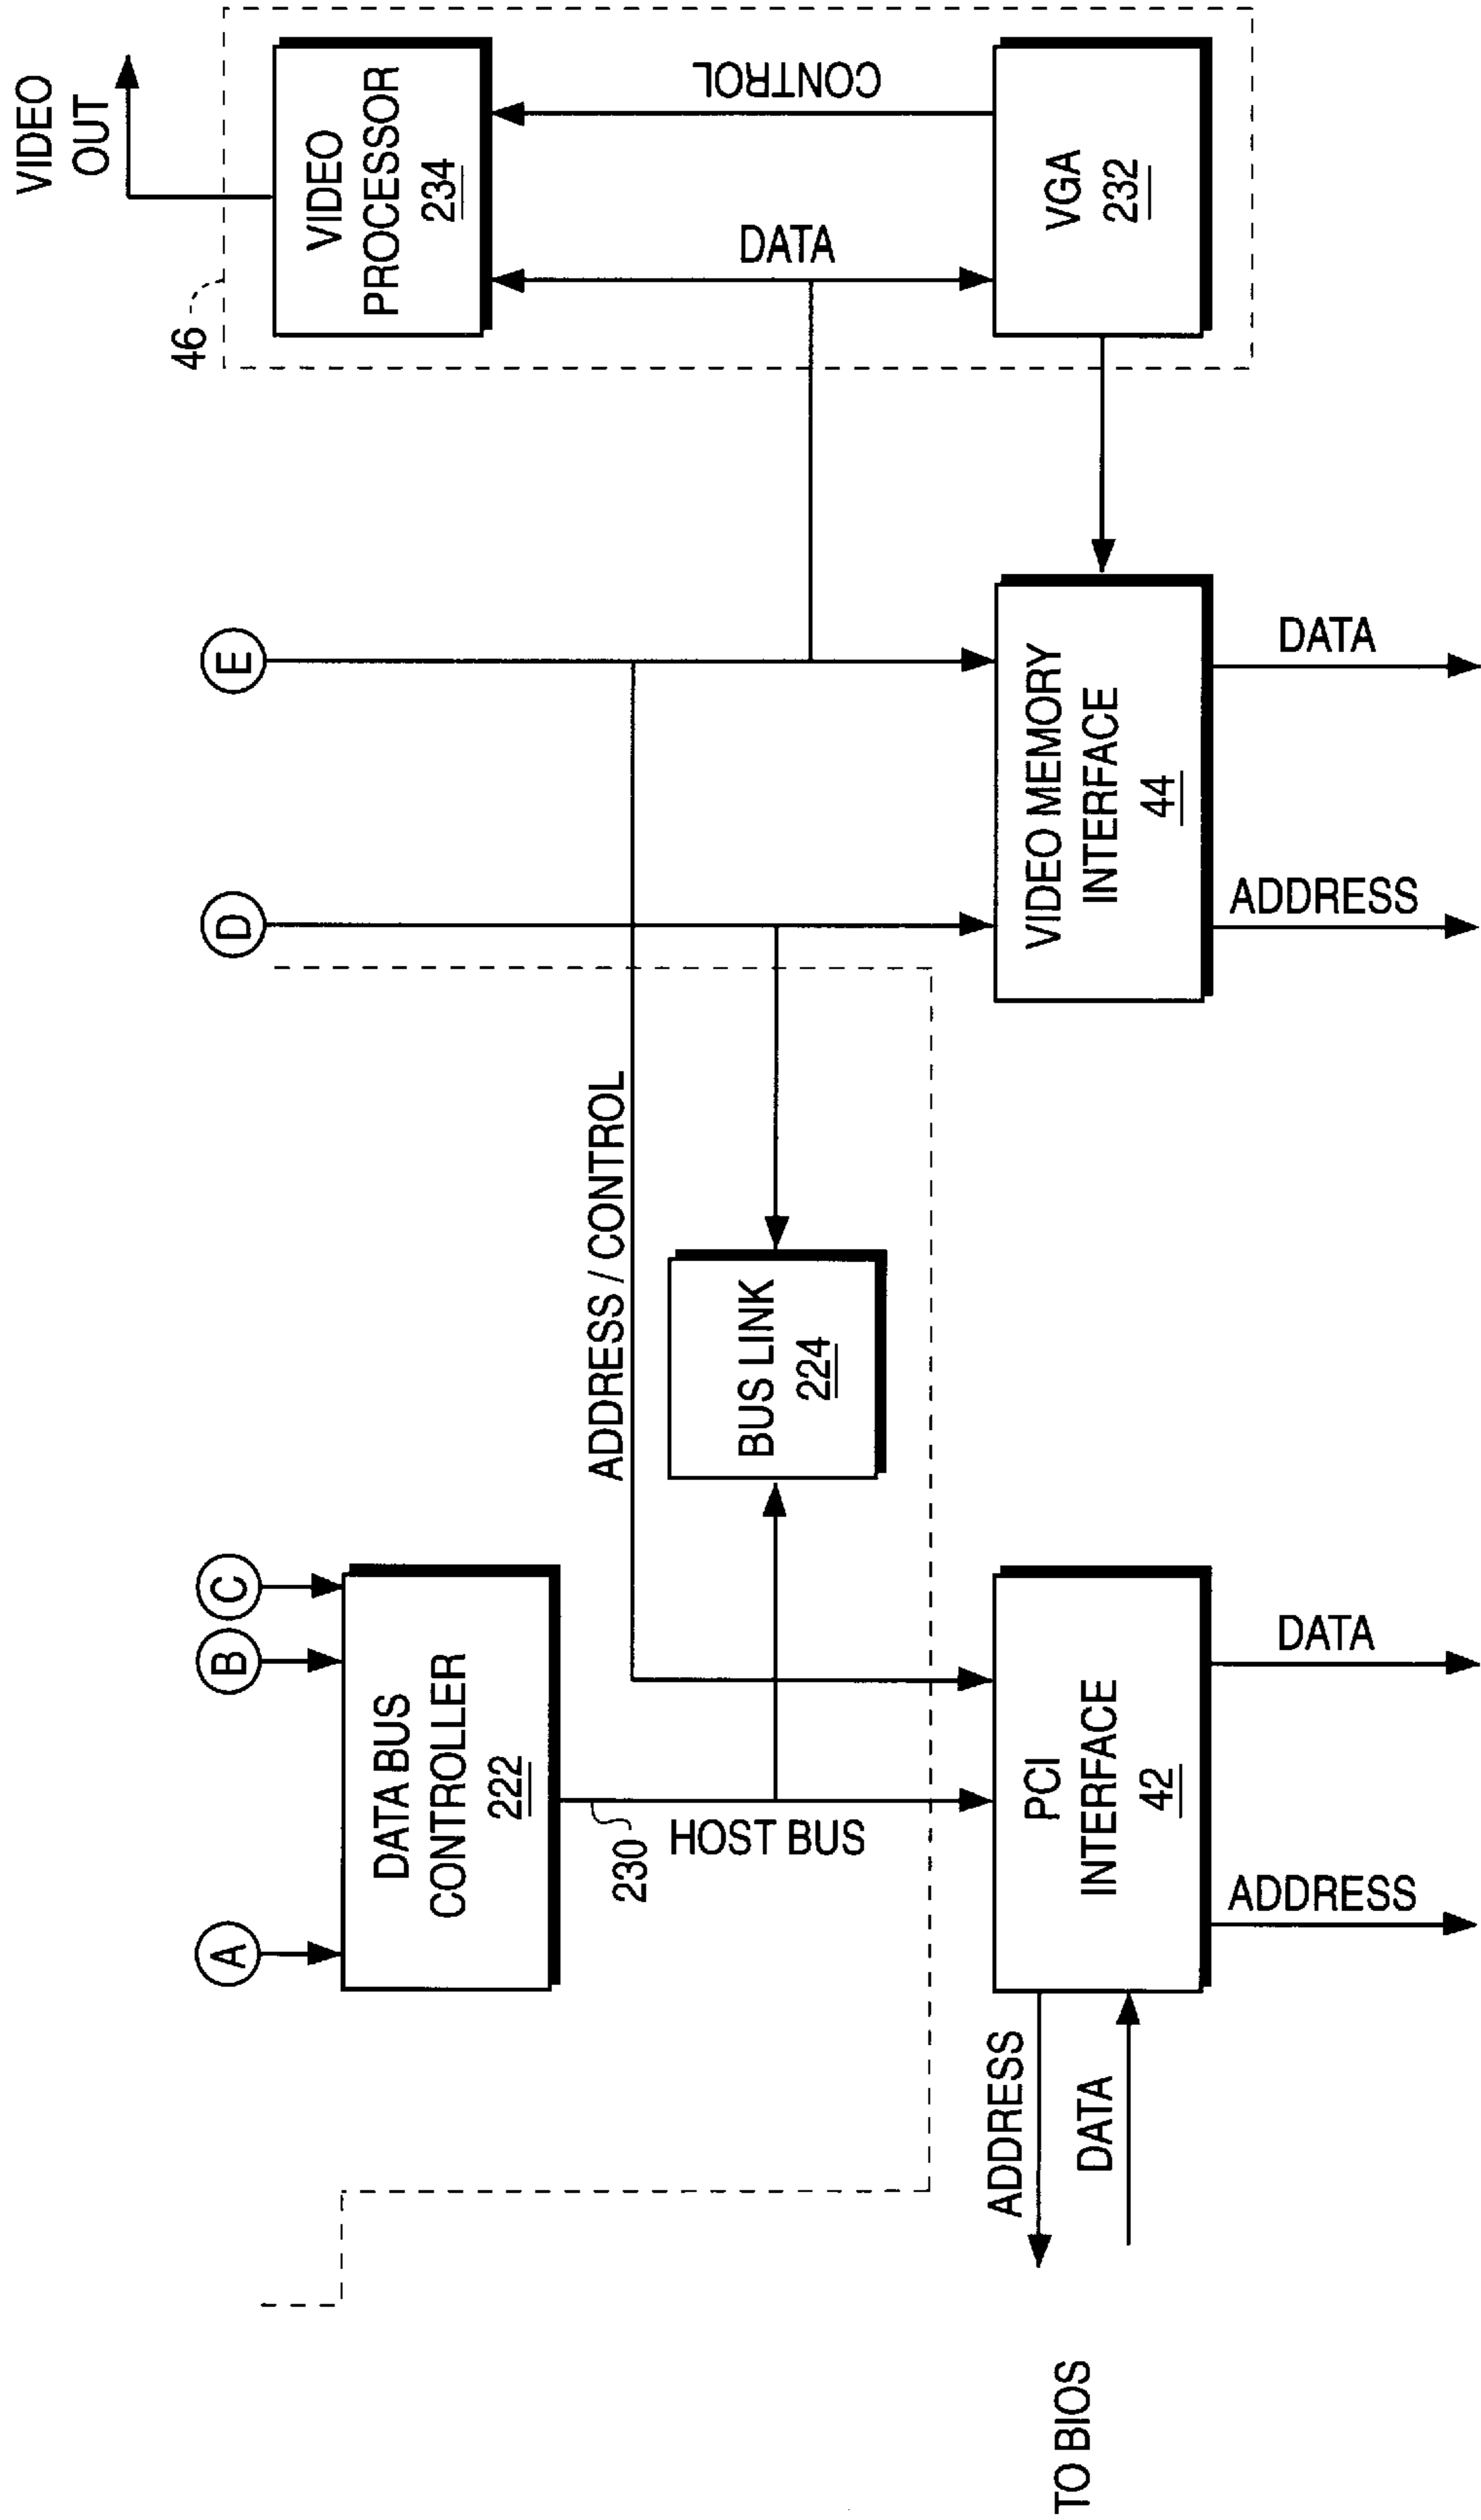 VIDEO
OUT
46
VIDEO
PROCESSOR
234
CONTROL
DATA
VGA
232
E
D
C
B
A
ADDRESS / CONTROL
DATA BUS
CONTROLLER
222
230
HOST BUS
BUS LINK
224
VIDEO MEMORY
INTERFACE
44
DATA
ADDRESS
PCI
INTERFACE
42
DATA
ADDRESS
ADDRESS
DATA
TO BIOS